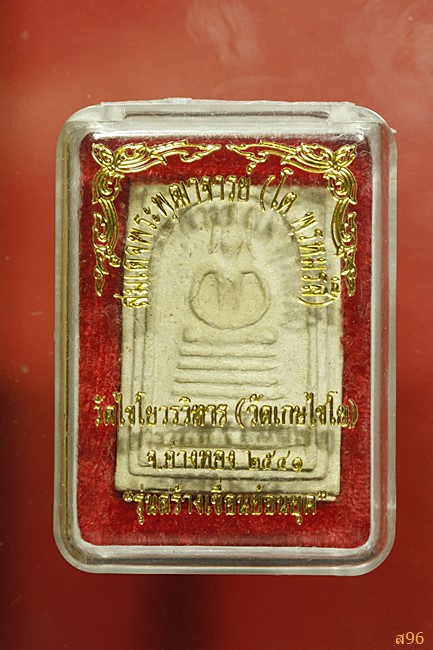 สมเด็จพระพุฒาจารย์ (โต พรหมรังสี)
วัดไชโยวรวิหาร (วัดเกษไชโย)
จ.อ่างทอง ๒๕๔๑
"รุ่นสร้างเขื่อนย้อนยุค"
ส96